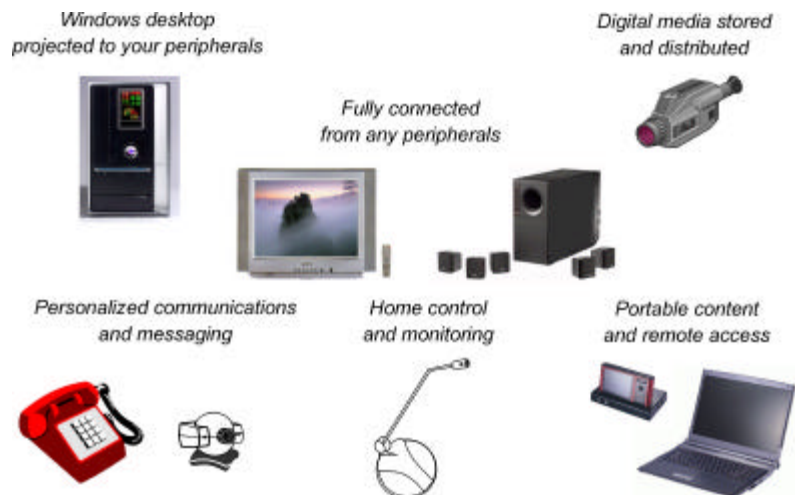 Windows desktop
projected to your peripherals
Digital media stored
and distributed
Fully connected
from any peripherals
Personalized communications
and messaging
Home control
and monitoring
Portable content
and remote access